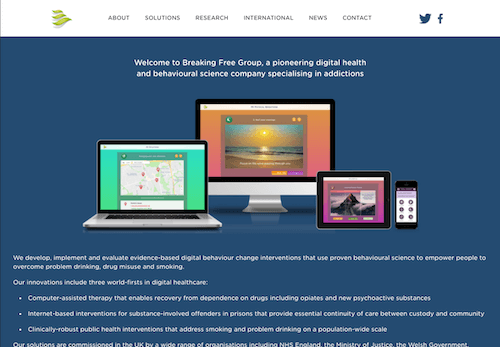 ABOUT SOLUTIONS RESEARCH INTERNATIONAL NEWS CONTACT
Welcome to Breaking Free Group, a pioneering digital health
and behavioural science company specialising in addictions
We develop, implement and evaluate evidence-based digital behaviour change interventions that use proven behavioural science to empower people to
overcome problem drinking, drug misuse and smoking.
Our innovations include three world-firsts in digital healthcare:
• Computer-assisted therapy that enables recovery from dependence on drugs including opiates and new psychoactive substances
• Internet-based interventions for substance-involved offenders in prisons that provide essential continuity of care between custody and community
• Clinically-robust public health interventions that address smoking and problem drinking on a population-wide scale
Our solutions are commissioned in the UK by a wide range of organisations including NHS England, the Ministry of Justice, the Welsh Government,